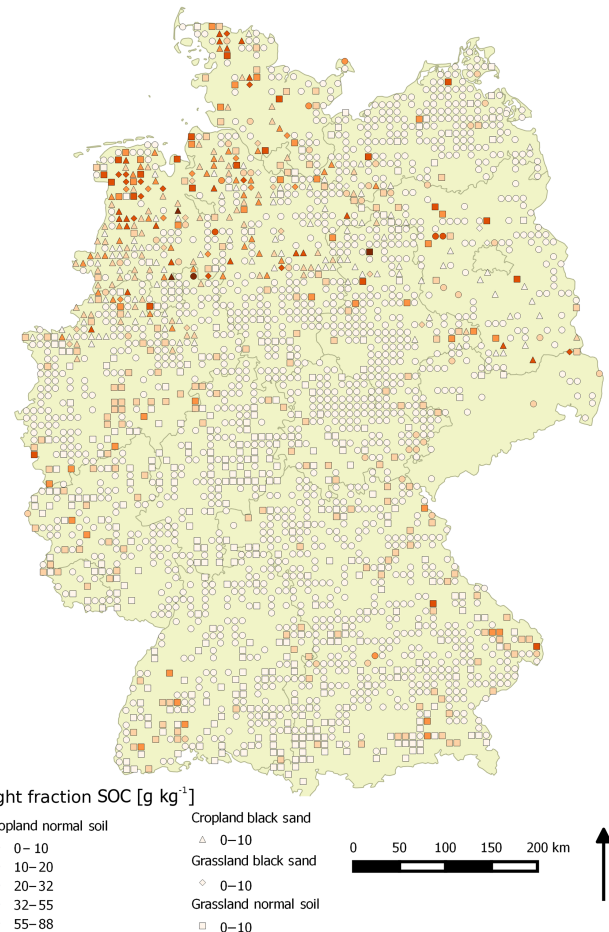 ght fraction SOC [g kg⁻¹]
opland normal soil
0–10
10–20
20–32
32–55
55–88
Cropland black sand
0–10
Grassland black sand
0–10
Grassland normal soil
0–10
0 50 100 150 200 km